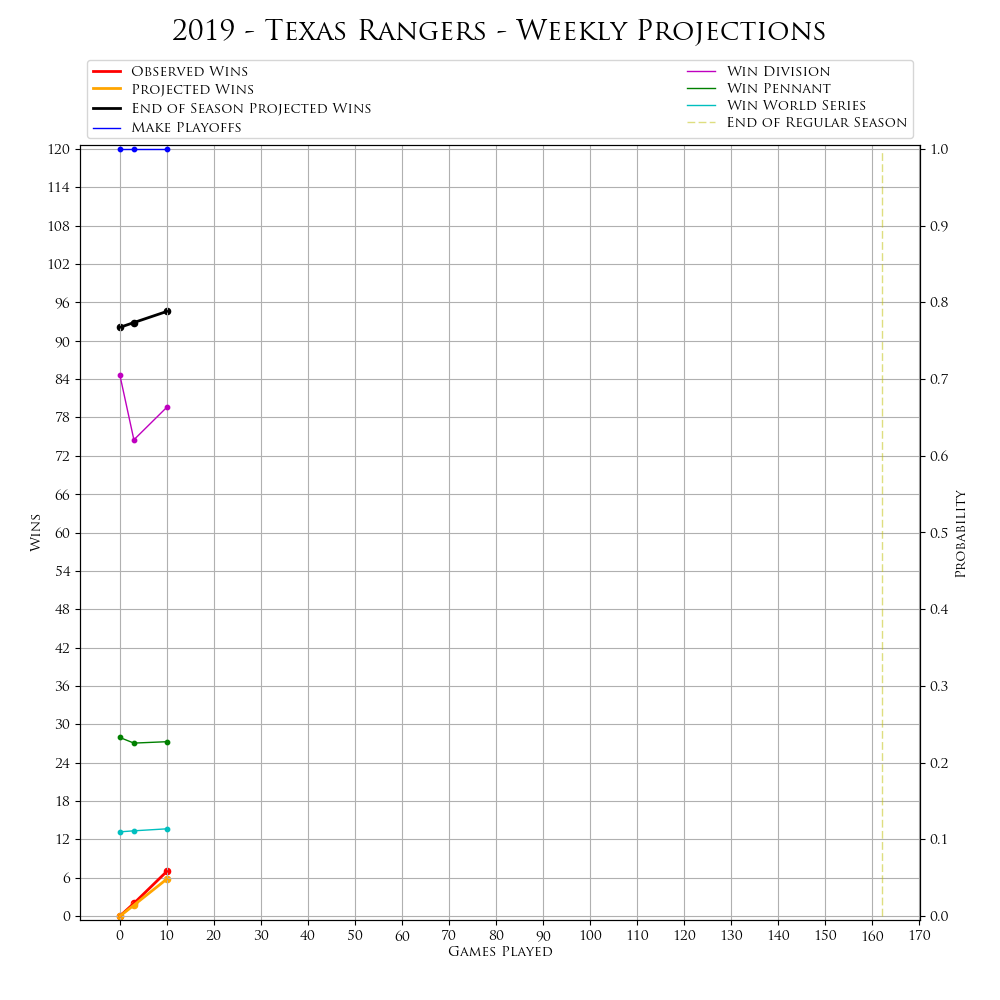 2019 - Texas Rangers - Weekly Projections
Observed Wins
Projected Wins
End of Season Projected Wins
Make Playoffs
Win Division
Win Pennant
Win World Series
End of Regular Season
120
114
108
102
96
90
84
78
72
66
60
54
48
42
36
30
24
18
12
6
0
Wins
1.0
0.9
0.8
0.7
0.6
0.5
0.4
0.3
0.2
0.1
0.0
Probability
0 10 20 30 40 50 60 70 80 90 100 110 120 130 140 150 160 170
Games Played